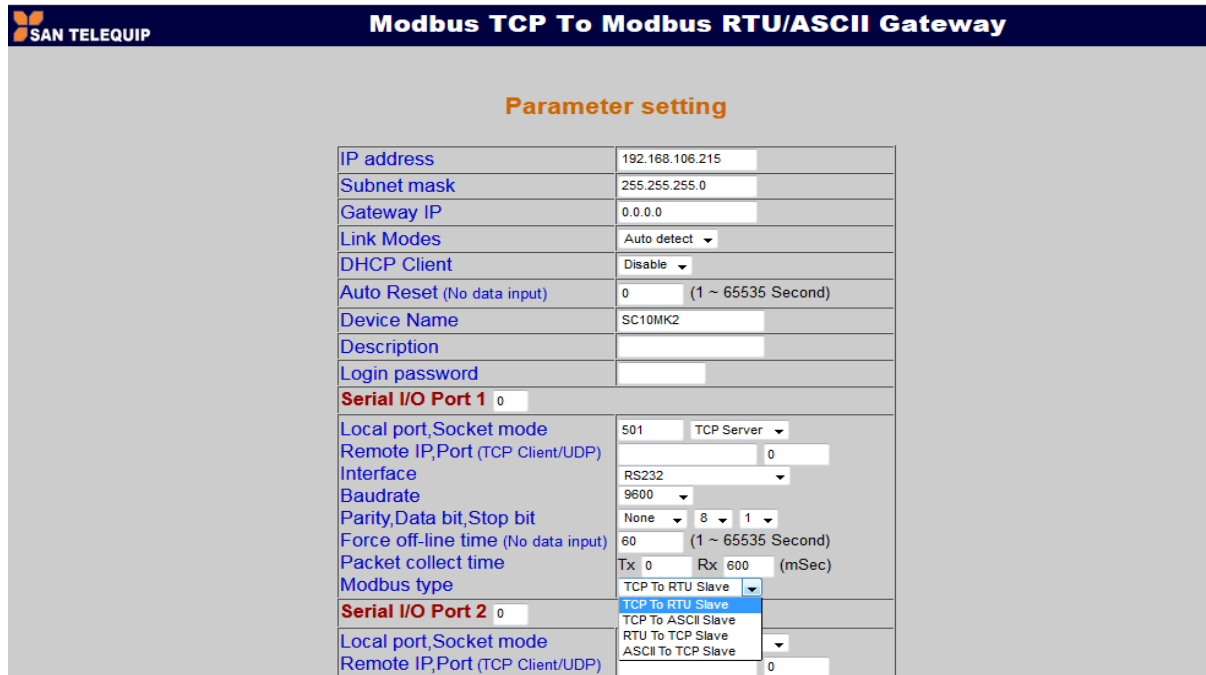 SAN TELEQUIP
Modbus TCP To Modbus RTU/ASCII Gateway
Parameter setting
IP address 192.168.106.215
Subnet mask 255.255.255.0
Gateway IP 0.0.0.0
Link Modes Auto detect
DHCP Client Disable
Auto Reset (No data input) 0 (1 ~ 65535 Second)
Device Name SC10MK2
Description
Login password
Serial I/O Port 1 0
Local port,Socket mode 501 TCP Server
Remote IP,Port (TCP Client/UDP) 0
Interface RS232
Baudrate 9600
Parity,Data bit,Stop bit None 8 1
Force off-line time (No data input) 60 (1 ~ 65535 Second)
Packet collect time Tx 0 Rx 600 (mSec)
Modbus type TCP To RTU Slave
TCP To RTU Slave
Serial I/O Port 2 0
TCP To ASCII Slave
RTU To TCP Slave
Local port,Socket mode
ASCII To TCP Slave
Remote IP,Port (TCP Client/UDP) 0